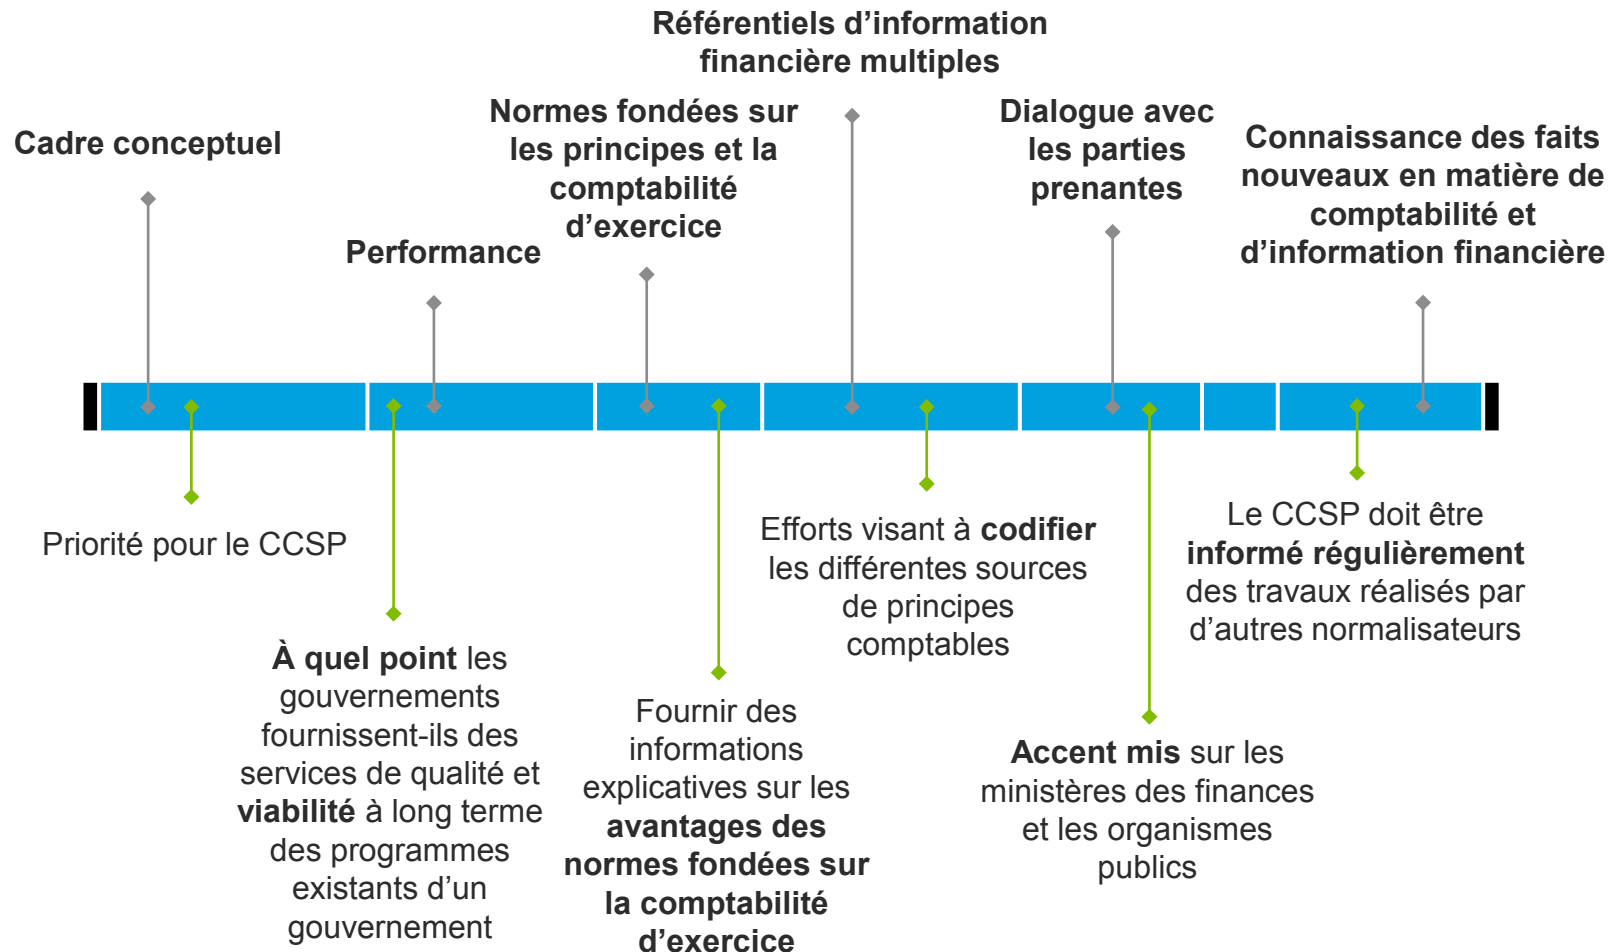 Cadre conceptuel
Priorité pour le CCSP
Performance
À quel point les
gouvernements
fournissent-ils des
services de qualité et
viabilité à long terme
des programmes
existants d’un
gouvernement
Normes fondées sur
les principes et la
comptabilité
d’exercice
Fournir des
informations
explicatives sur les
avantages des
normes fondées sur
la comptabilité
d’exercice
Référentiels d’information
financière multiples
Efforts visant à codifier
les différentes sources
de principes
comptables
Dialogue avec
les parties
prenantes
Accent mis sur les
ministères des finances
et les organismes
publics
Connaissance des faits
nouveaux en matière de
comptabilité et
d’information financière
Le CCSP doit être
informé régulièrement
des travaux réalisés par
d’autres normalisateurs